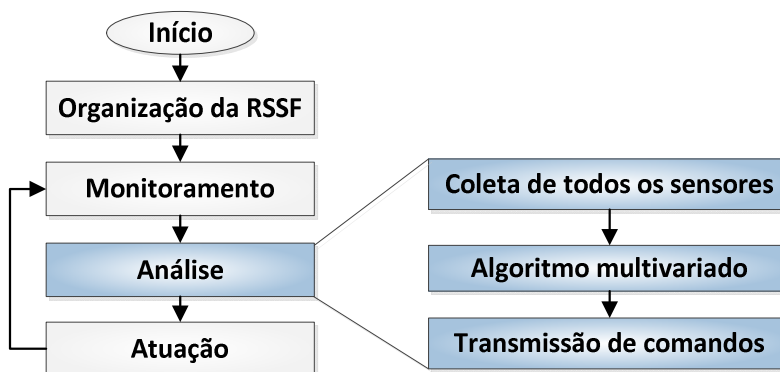 Início
Organização da RSSF
Monitoramento
Análise
Atuação
Coleta de todos os sensores
Algoritmo multivariado
Transmissão de comandos